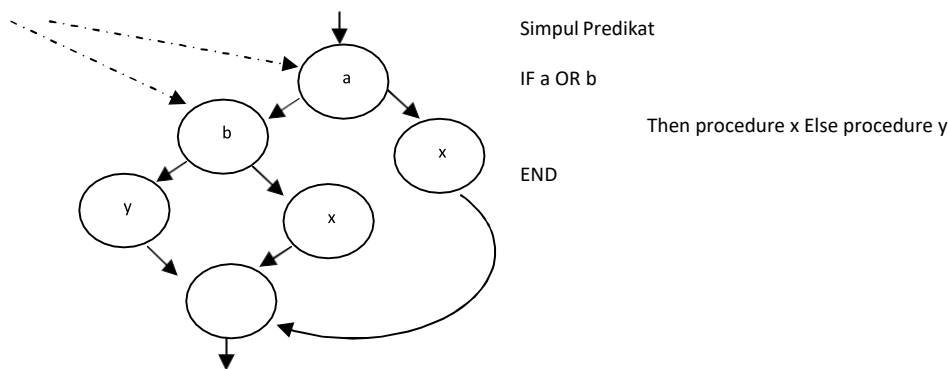 Simpul Predikat
a
IF a OR b
b
Then procedure x Else procedure y
x
END
y
x